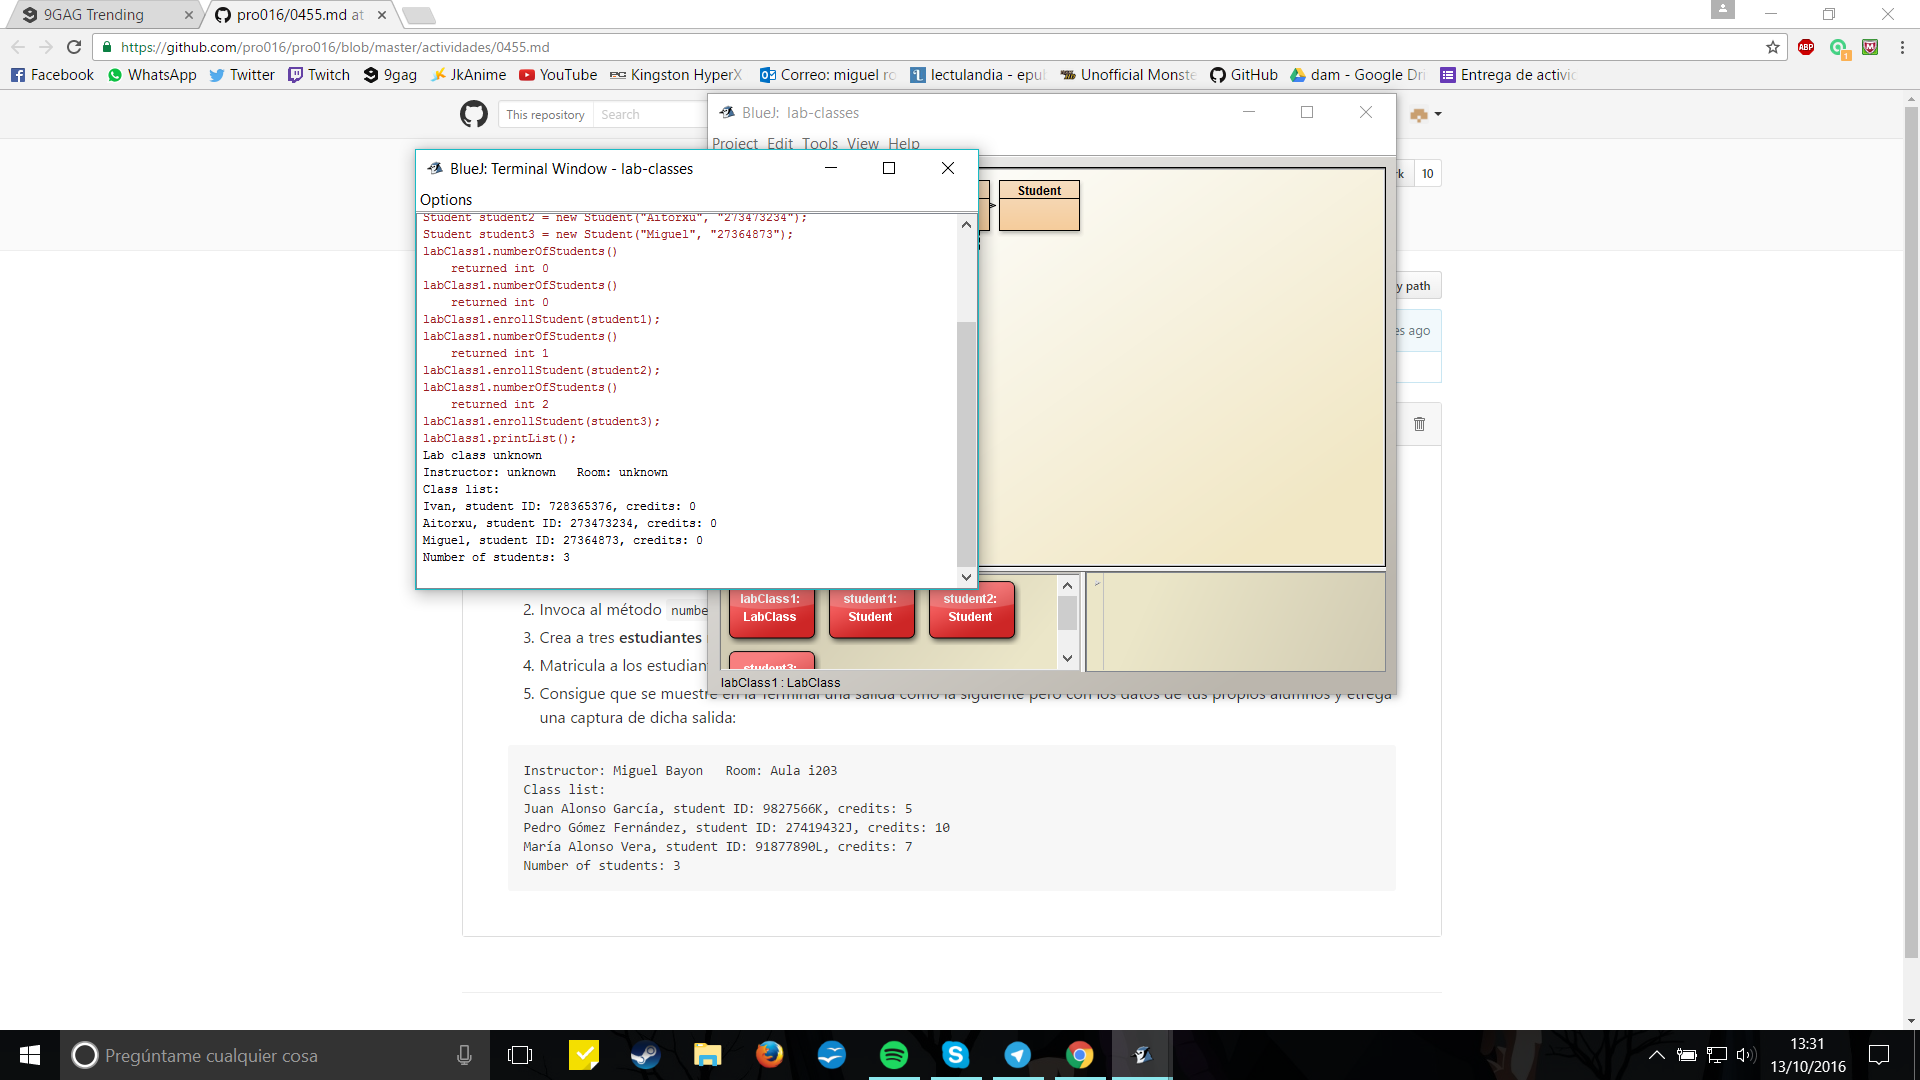 9GAG Trending
pro016/0455.md at
https://github.com/pro016/pro016/blob/master/actividades/0455.md
Facebook WhatsApp Twitter Twitch 9gag JkAnime YouTube Kingston HyperX Correo: miguel ro lectulandia - epu Unofficial Monste GitHub dam - Google Dri Entrega de activi
This repository Search
BlueJ: lab-classes
Project Edit Tools View Help
BlueJ: Terminal Window - lab-classes
Options
Student student2 = new Student("Aitorxu", "273473234");
Student student3 = new Student("Miguel", "27364873");
labClass1.numberOfStudents()
returned int 0
labClass1.numberOfStudents()
returned int 0
labClass1.enrollStudent(student1);
labClass1.numberOfStudents()
returned int 1
labClass1.enrollStudent(student2);
labClass1.numberOfStudents()
returned int 2
labClass1.enrollStudent(student3);
labClass1.printList();
Lab class unknown
Instructor: unknown Room: unknown
Class list:
Ivan, student ID: 728365376, credits: 0
Aitorxu, student ID: 273473234, credits: 0
Miguel, student ID: 27364873, credits: 0
Number of students: 3
Student
rk 10
y path
es ago
labClass1:
LabClass
student1:
Student
student2:
Student
student3:
labClass1 : LabClass
2. Invoca al método numbe
3. Crea a tres estudiantes
4. Matricula a los estudian
5. Consigue que se muestre en la Terminal una salida como la siguiente pero con los datos de tus propios alumnos y etrega
una captura de dicha salida:
Instructor: Miguel Bayon Room: Aula i203
Class list:
Juan Alonso García, student ID: 9827566K, credits: 5
Pedro Gómez Fernández, student ID: 27419432J, credits: 10
María Alonso Vera, student ID: 91877890L, credits: 7
Number of students: 3
Pregúntame cualquier cosa
13:31
13/10/2016